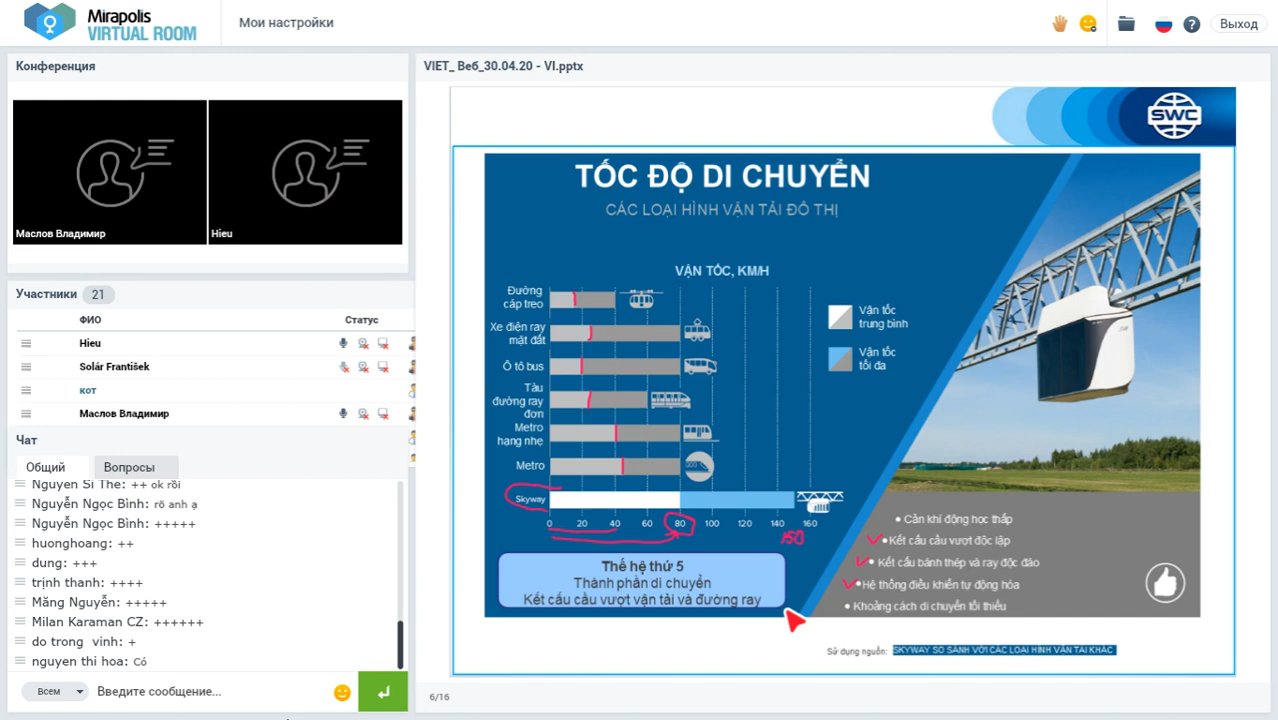 Mirapolis
VIRTUAL ROOM
Мои настройки
Выход
Конференция
Маслов Владимир
Hieu
Участники 21
ФИО Статус
Hieu
Solár František
кот
Маслов Владимир
Чат
Общий Вопросы
Nguyen Si The: ++ ok rồi
Nguyễn Ngọc Bình: rõ anh ạ
Nguyễn Ngọc Bình: +++++
huonghoang: ++
dung: +++
trịnh thanh: ++++
Măng Nguyễn: +++++
Milan Karaman CZ: ++++++
do trong vinh: +
nguyen thi hoa: Có
Всем Введите сообщение...
VIET_ Веб_30.04.20 - VI.pptx
SWC
TỐC ĐỘ DI CHUYỂN
CÁC LOẠI HÌNH VẬN TẢI ĐÔ THỊ
VẬN TỐC, KM/H
Đường
cáp treo
Xe điện ray
mặt đất
Ô tô bus
Tàu
đường ray
đơn
Metro
hạng nhẹ
Metro
Skyway
0 20 40 60 80 100 120 140 160
150
Vận tốc
trung bình
Vận tốc
tối đa
Thế hệ thứ 5
Thành phần di chuyển
Kết cấu cầu vượt vận tải và đường ray
• Cản khí động học thấp
• Kết cấu cầu vượt độc lập
• Kết cấu bánh thép và ray độc đáo
• Hệ thống điều khiển tự động hóa
• Khoảng cách di chuyển tối thiểu
Sử dụng nguồn: SKYWAY SO SÁNH VỚI CÁC LOẠI HÌNH VẬN TẢI KHÁC
6/16